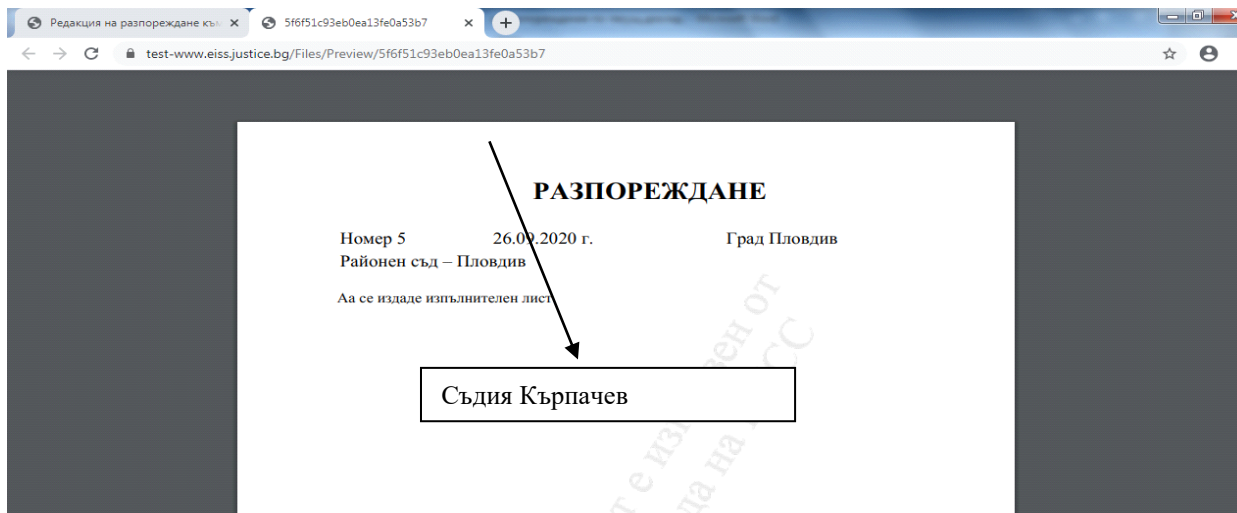 Редакция на разпореждане към
5f6f51c93eb0ea13fe0a53b7
test-www.eiss.justice.bg/Files/Preview/5f6f51c93eb0ea13fe0a53b7
РАЗПОРЕЖДАНЕ
Номер 5 26.09.2020 г. Град Пловдив
Районен съд – Пловдив
Аа се издаде изпълнителен лист
Съдия Кърпачев